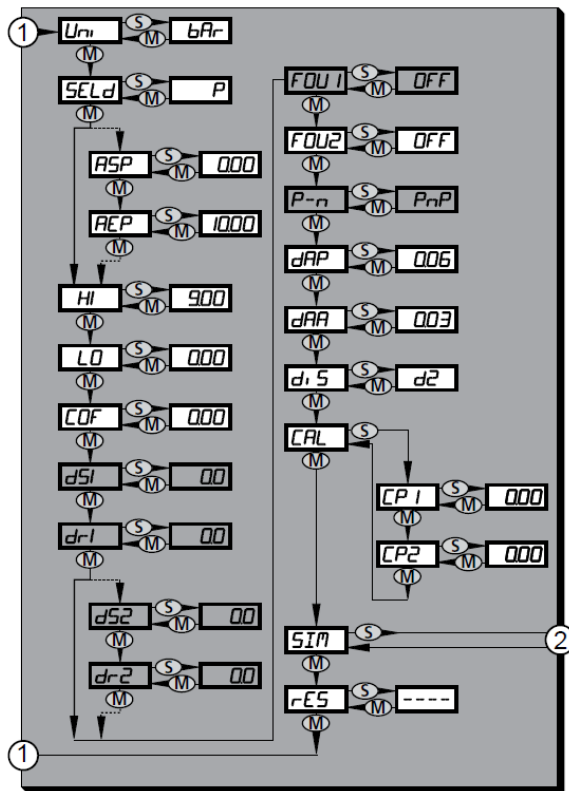 1 Uni S M bAr
M
SELd S M P
M
ASP S M 0.00
M
AEP S M 10.00
M
HI S M 9.00
M
LO S M 0.00
M
COF S M 0.00
M
dS1 S M 0.0
M
dr1 S M 0.0
M
dS2 S M 0.0
M
dr2 S M 0.0
M
1
FOU1 S M OFF
M
FOU2 S M OFF
M
P-n S M PnP
M
dAP S M 0.06
M
dAA S M 0.03
M
diS S M d2
M
CAL S
M
CP1 S M 0.00
M
CP2 S M 0.00
M
SIM S 2
M
rES S M ----
M